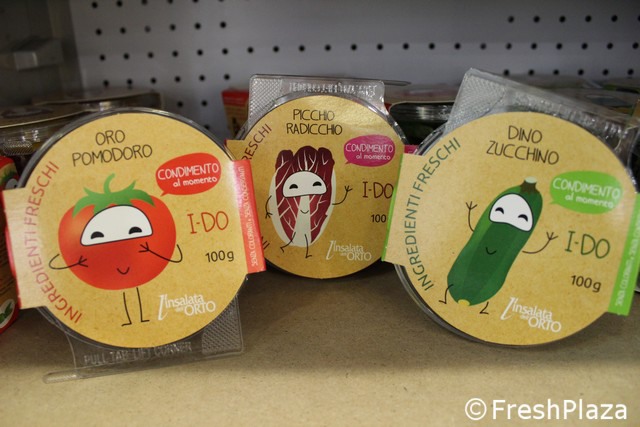 ORO
POMODORO
INGREDIENTI FRESCHI
CONDIMENTO
al momento
I·DO
100g
l'Insalata
dell'ORTO
PULL TAB LIFT CORNER
PICCHIO
RADICCHIO
FRESCHI
CONDIMENTO
al momento
I·DO
100
l'Insalata
dell'ORTO
DINO
ZUCCHINO
INGREDIENTI FRESCHI
CONDIMENTO
al momento
I·DO
100g
l'Insalata
dell'ORTO
© FreshPlaza